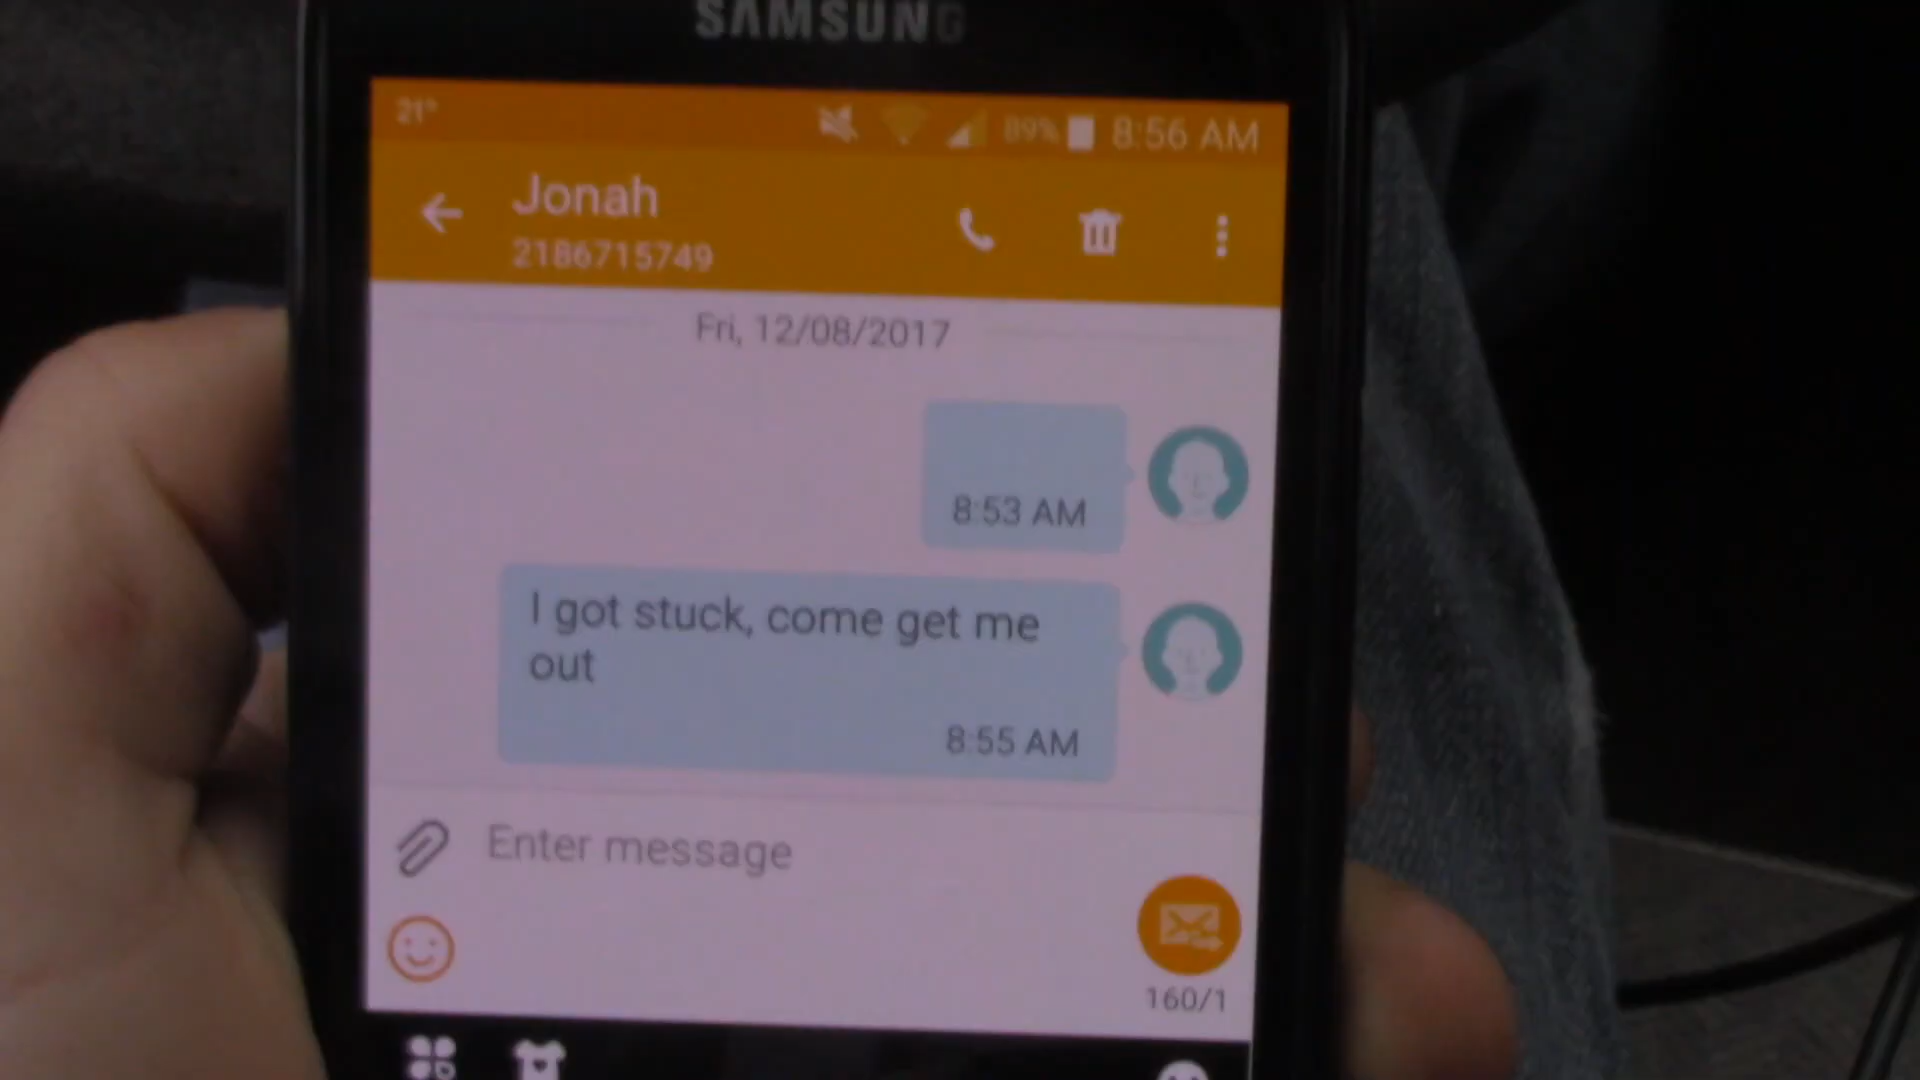 SAMSUNG
21°
89% 8:56 AM
Jonah
2186715749
Fri, 12/08/2017
8:53 AM
I got stuck, come get me
out
8:55 AM
Enter message
160/1